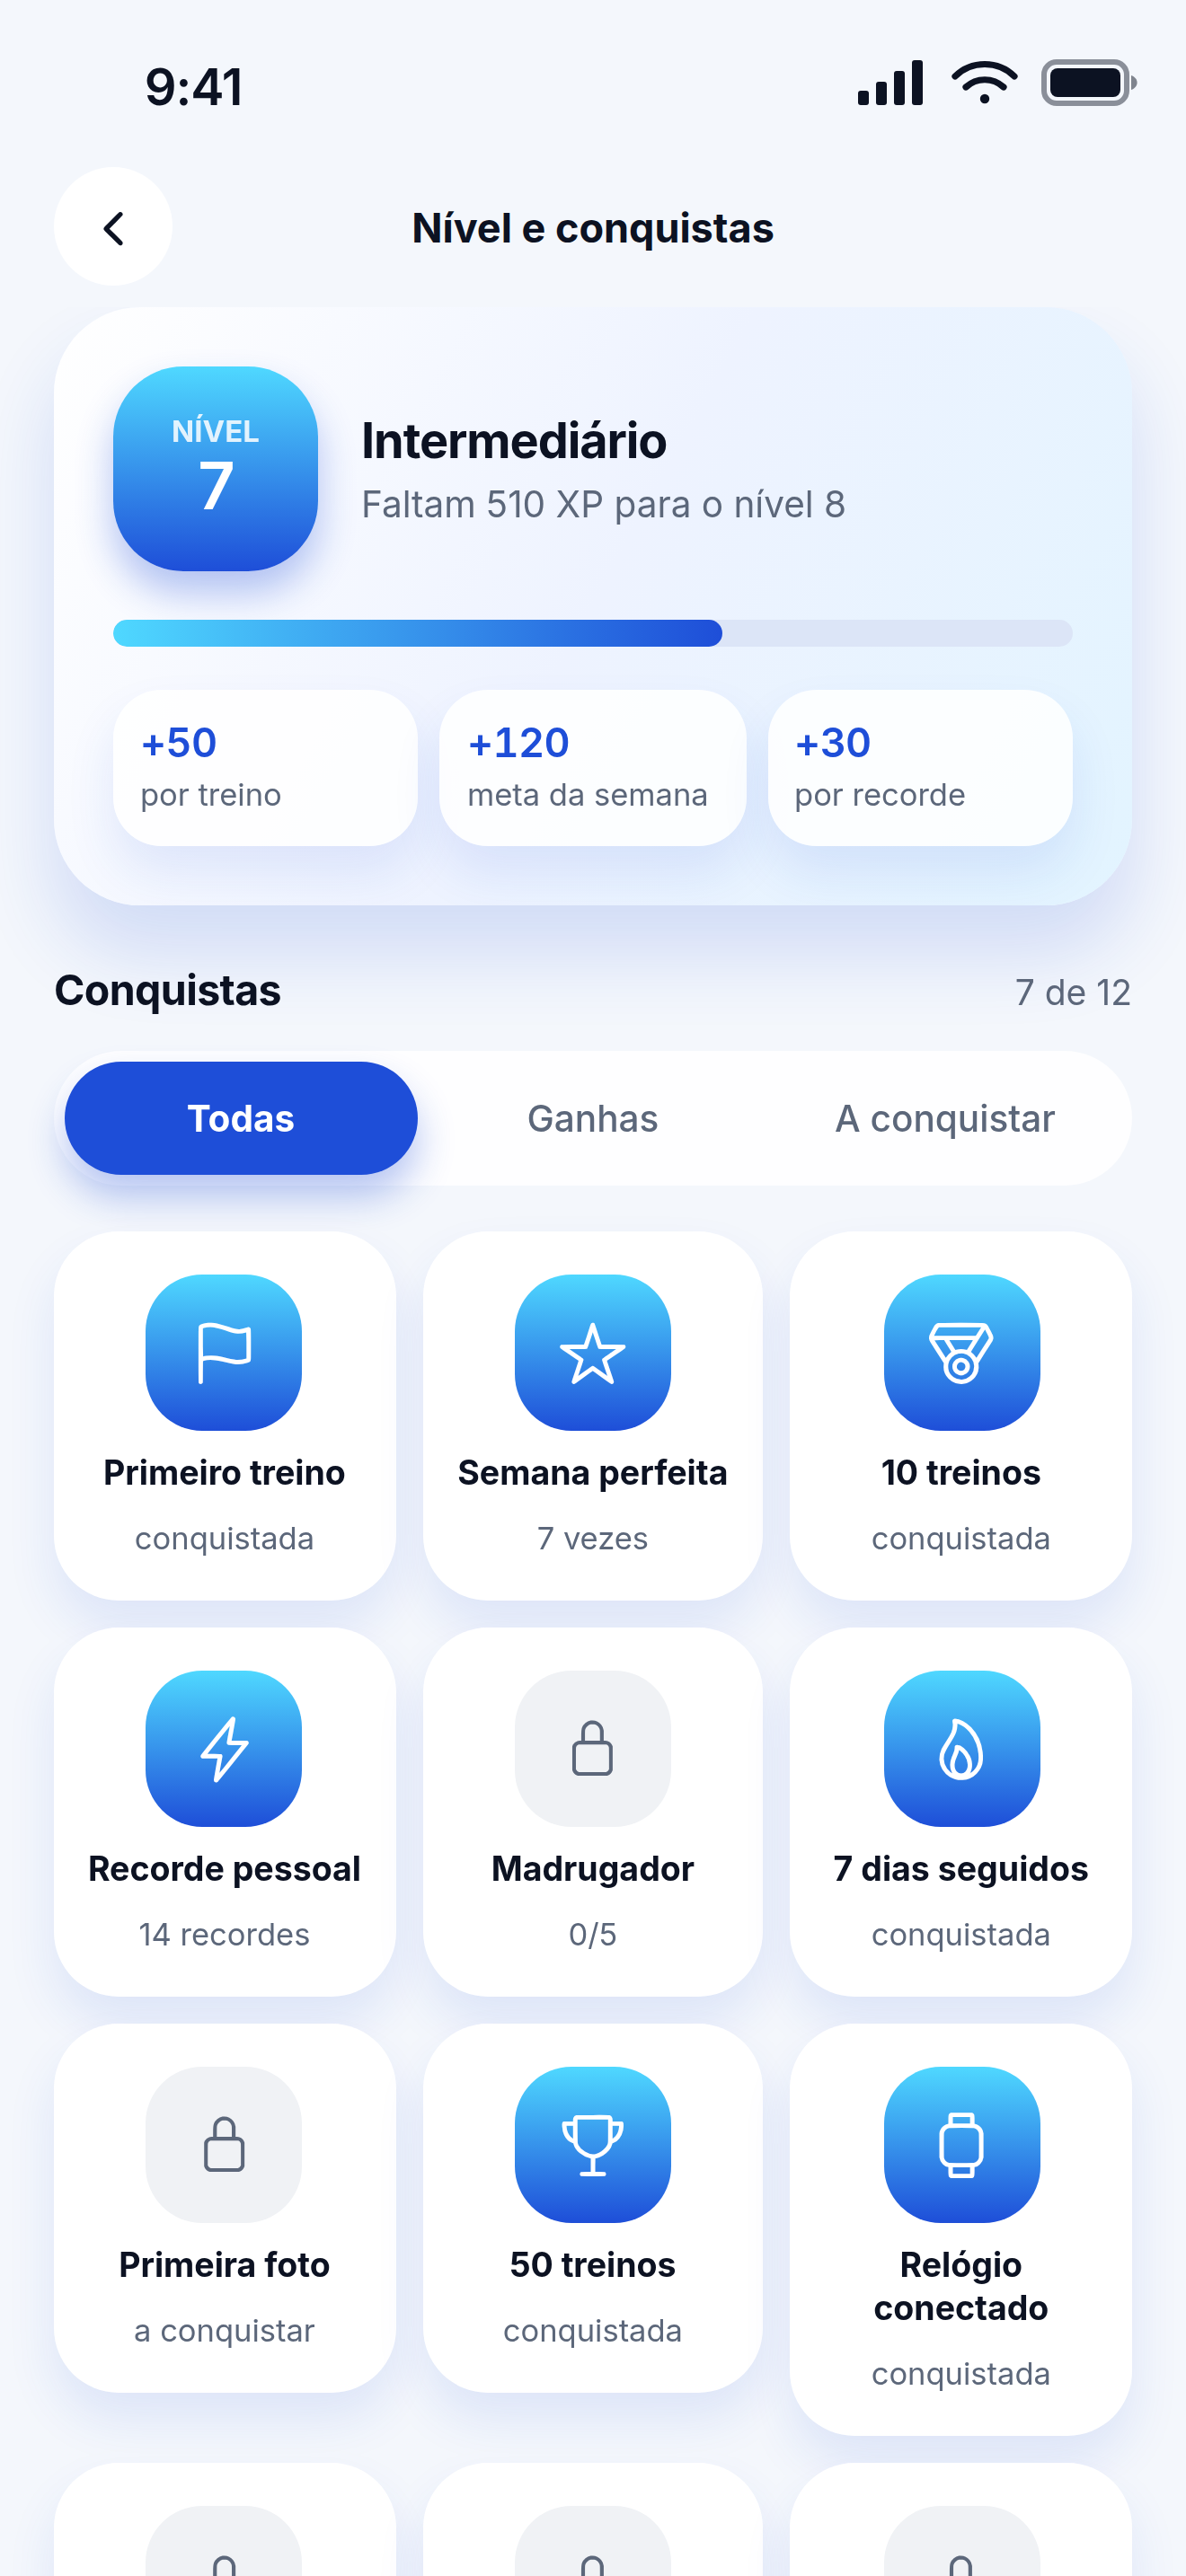 9:41
Nível e conquistas
NÍVEL
7
Intermediário
Faltam 510 XP para o nível 8
+50
por treino
+120
meta da semana
+30
por recorde
Conquistas
7 de 12
Todas
Ganhas
A conquistar
Primeiro treino
conquistada
Semana perfeita
7 vezes
10 treinos
conquistada
Recorde pessoal
14 recordes
Madrugador
0/5
7 dias seguidos
conquistada
Primeira foto
a conquistar
50 treinos
conquistada
Relógio
conectado
conquistada